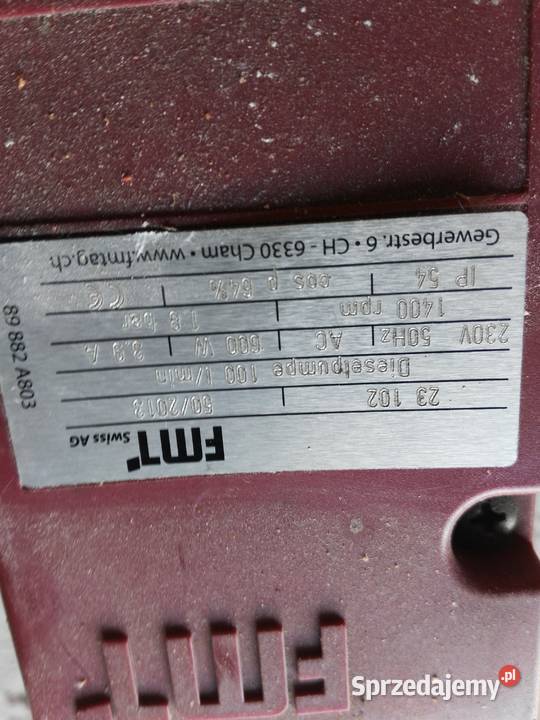 FMT
Swiss AG
23 102 50/2013
Dieselpumpe 100 l/min
230V 50Hz AC 600 W 3.9 A
1400 rpm 1.8 bar
IP 54 cos p 64% CE
Gewerbestr. 6 • CH - 6330 Cham • www.fmtag.ch
89 882 A803
FMT
Sprzedajemy.pl